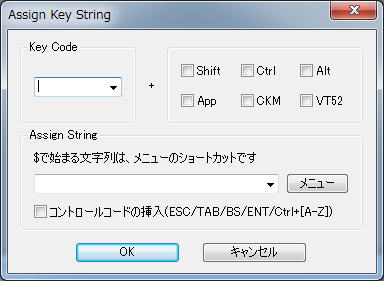 Assign Key String
Key Code
+
Shift Ctrl Alt
App CKM VT52
Assign String
$で始まる文字列は、メニューのショートカットです
メニュー
コントロールコードの挿入(ESC/TAB/BS/ENT/Ctrl+[A-Z])
OK キャンセル